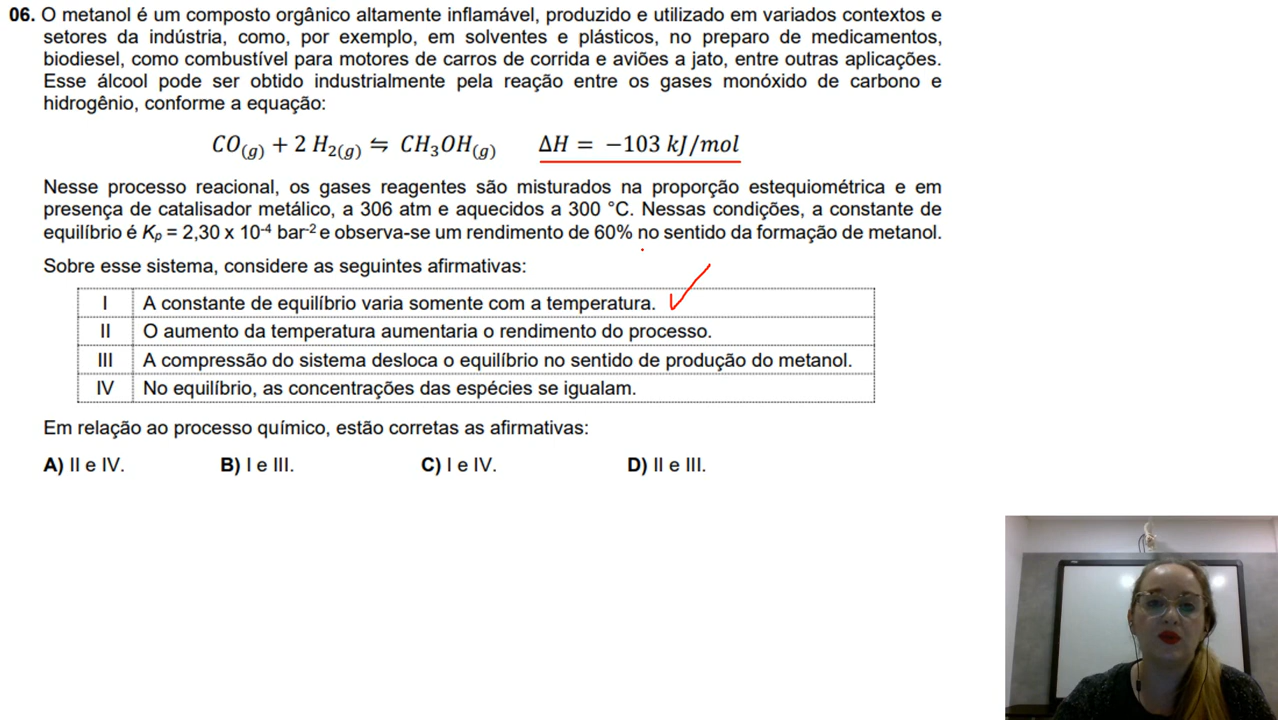 06. O metanol é um composto orgânico altamente inflamável, produzido e utilizado em variados contextos e
setores da indústria, como, por exemplo, em solventes e plásticos, no preparo de medicamentos,
biodiesel, como combustível para motores de carros de corrida e aviões a jato, entre outras aplicações.
Esse álcool pode ser obtido industrialmente pela reação entre os gases monóxido de carbono e
hidrogênio, conforme a equação:
CO(g) + 2 H2(g) ⇋ CH3OH(g) ΔH = −103 kJ/mol
Nesse processo reacional, os gases reagentes são misturados na proporção estequiométrica e em
presença de catalisador metálico, a 306 atm e aquecidos a 300 °C. Nessas condições, a constante de
equilíbrio é Kp = 2,30 x 10⁻⁴ bar⁻² e observa-se um rendimento de 60% no sentido da formação de metanol.
Sobre esse sistema, considere as seguintes afirmativas:
I A constante de equilíbrio varia somente com a temperatura.
II O aumento da temperatura aumentaria o rendimento do processo.
III A compressão do sistema desloca o equilíbrio no sentido de produção do metanol.
IV No equilíbrio, as concentrações das espécies se igualam.
Em relação ao processo químico, estão corretas as afirmativas:
A) II e IV. B) I e III. C) I e IV. D) II e III.